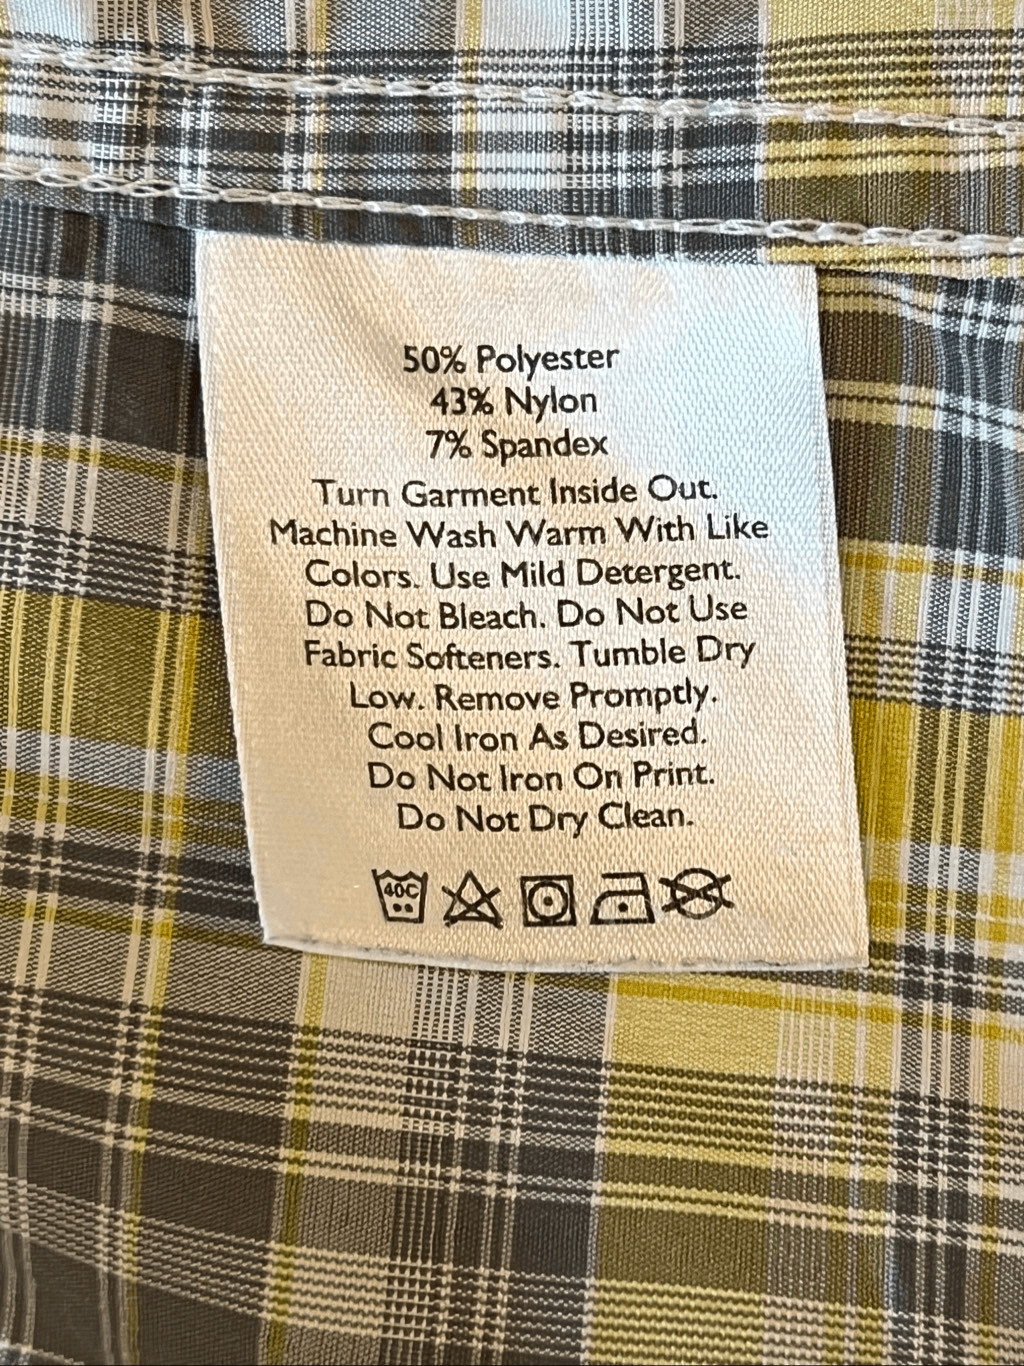 50% Polyester
43% Nylon
7% Spandex
Turn Garment Inside Out.
Machine Wash Warm With Like
Colors. Use Mild Detergent.
Do Not Bleach. Do Not Use
Fabric Softeners. Tumble Dry
Low. Remove Promptly.
Cool Iron As Desired.
Do Not Iron On Print.
Do Not Dry Clean.
40C